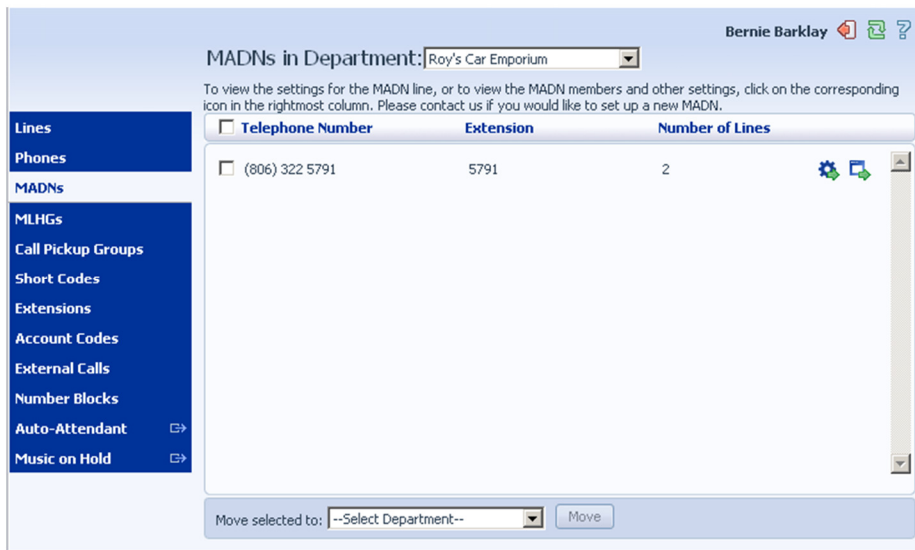 Bernie Barklay
MADNs in Department: Roy's Car Emporium
To view the settings for the MADN line, or to view the MADN members and other settings, click on the corresponding
icon in the rightmost column. Please contact us if you would like to set up a new MADN.
Lines
Phones
MADNs
MLHGs
Call Pickup Groups
Short Codes
Extensions
Account Codes
External Calls
Number Blocks
Auto-Attendant
Music on Hold
Telephone Number Extension Number of Lines
(806) 322 5791 5791 2
Move selected to: --Select Department-- Move